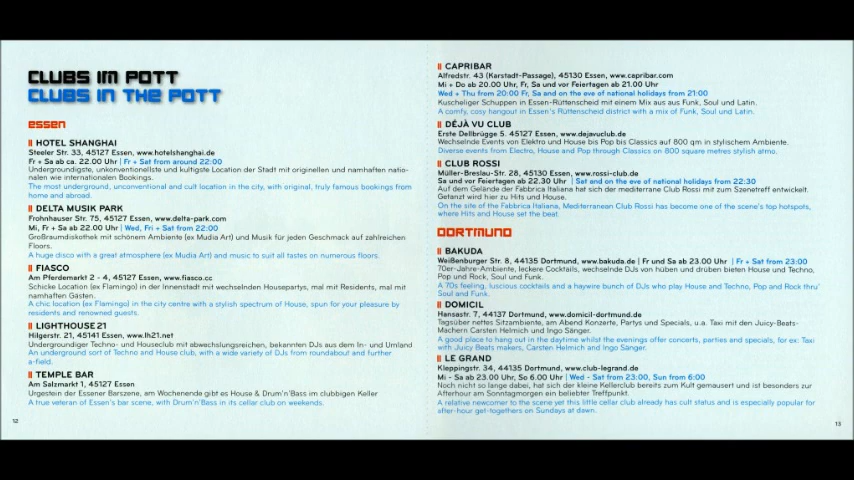 CLUBS IM POTT
CLUBS IN THE POTT
essen
HOTEL SHANGHAI
Steeler Str. 33, 45127 Essen, www.hotelshanghai.de
Fr + Sa ab ca. 22.00 Uhr | Fr + Sat from around 22:00
Undergroundigste, unkonventionellste und kultigste Location der Stadt mit originellen und namhaften natio-
nalen wie internationalen Bookings.
The most underground, unconventional and cult location in the city, with original, truly famous bookings from
home and abroad.
DELTA MUSIK PARK
Frohnhauser Str. 75, 45127 Essen, www.delta-park.com
Mi, Fr + Sa ab 22.00 Uhr | Wed, Fri + Sat from 22:00
Großraumdiskothek mit schönem Ambiente (ex Mudia Art) und Musik für jeden Geschmack auf zahlreichen
Floors.
A huge disco with a great atmosphere (ex Mudia Art) and music to suit all tastes on numerous floors.
FIASCO
Am Pferdemarkt 2 - 4, 45127 Essen, www.fiasco.cc
Schicke Location (ex Flamingo) in der Innenstadt mit wechselnden Housepartys, mal mit Residents, mal mit
namhaften Gästen.
A chic location (ex Flamingo) in the city centre with a stylish spectrum of House, spun for your pleasure by
residents and renowned guests.
LIGHTHOUSE 21
Hilgerstr. 21, 45141 Essen, www.lh21.net
Undergroundiger Techno- und Houseclub mit abwechslungsreichen, bekannten DJs aus dem In- und Umland
An underground sort of Techno and House club, with a wide variety of DJs from roundabout and further
a-field.
TEMPLE BAR
Am Salzmarkt 1, 45127 Essen
Urgestein der Essener Barszene, am Wochenende gibt es House & Drum'n'Bass im clubbigen Keller
A true veteran of Essen's bar scene, with Drum'n'Bass in its cellar club on weekends.
12
CAPRIBAR
Alfredstr. 43 (Karstadt-Passage), 45130 Essen, www.capribar.com
Mi + Do ab 20.00 Uhr, Fr, Sa und vor Feiertagen ab 21.00 Uhr
Wed + Thu from 20:00 Fr, Sa and on the eve of national holidays from 21:00
Kuscheliger Schuppen in Essen-Rüttenscheid mit einem Mix aus aus Funk, Soul und Latin.
A comfy, cosy hangout in Essen's Rüttenscheid district with a mix of Funk, Soul and Latin.
DÉJÀ VU CLUB
Erste Dellbrügge 5. 45127 Essen, www.dejavuclub.de
Wechselnde Events von Elektro und House bis Pop bis Classics auf 800 qm in stylischem Ambiente.
Diverse events from Electro, House and Pop through Classics on 800 square metres stylish atmo.
CLUB ROSSI
Müller-Breslau-Str. 28, 45130 Essen, www.rossi-club.de
Sa und vor Feiertagen ab 22.30 Uhr | Sat and on the eve of national holidays from 22:30
Auf dem Gelände der Fabbrica Italiana hat sich der mediterrane Club Rossi mit zum Szenetreff entwickelt.
Getanzt wird hier zu Hits und House.
On the site of the Fabbrica Italiana, Mediterranean Club Rossi has become one of the scene's top hotspots,
where Hits and House set the beat.
DORTMUND
BAKUDA
Weißenburger Str. 8, 44135 Dortmund, www.bakuda.de | Fr und Sa ab 23.00 Uhr | Fr + Sat from 23:00
70er-Jahre-Ambiente, leckere Cocktails, wechselnde DJs von hüben und drüben bieten House und Techno,
Pop und Rock, Soul und Funk.
A 70s feeling, luscious cocktails and a haywire bunch of DJs who play House and Techno, Pop and Rock thru'
Soul and Funk.
DOMICIL
Hansastr. 7, 44137 Dortmund, www.domicil-dortmund.de
Tagsüber nettes Sitzambiente, am Abend Konzerte, Partys und Specials, u.a. Taxi mit den Juicy-Beats-
Machern Carsten Helmich und Ingo Sänger.
A good place to hang out in the daytime whilst the evenings offer concerts, parties and specials, for ex: Taxi
with Juicy Beats makers, Carsten Helmich und Ingo Sänger.
LE GRAND
Kleppingstr. 34, 44135 Dortmund, www.club-legrand.de
Mi - Sa ab 23.00 Uhr, So 6.00 Uhr | Wed - Sat from 23:00, Sun from 6:00
Noch nicht so lange dabei, hat sich der kleine Kellerclub bereits zum Kult gemausert und ist besonders zur
Afterhour am Sonntagmorgen ein beliebter Treffpunkt.
A relative newcomer to the scene yet this little cellar club already has cult status and is especially popular for
after-hour get-togethers on Sundays at dawn.
13